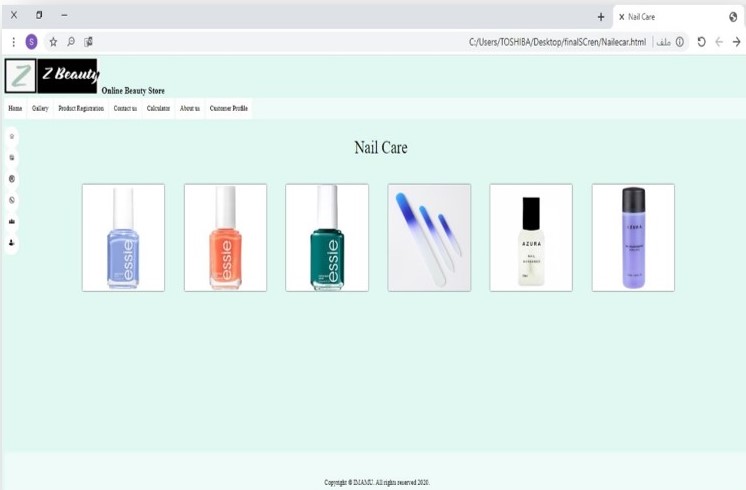 Nail Care
C:/Users/TOSHIBA/Desktop/finalSCren/Nailecar.html ملف
S
Z Z Beauty
Online Beauty Store
Home Gallery Product Registration Contact us Calculator About us Customer Profile
Nail Care
essie essie essie AZURA
Copyright © IMAMU. All rights reserved 2020.